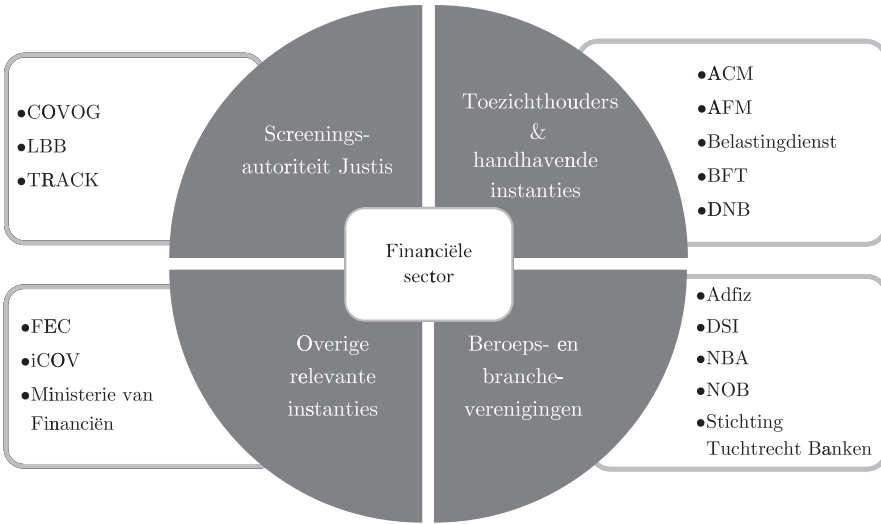 ●COVOG
●LBB
●TRACK
Screenings-
autoriteit Justis
Toezichthouders
&
handhavende
instanties
●ACM
●AFM
●Belastingdienst
●BFT
●DNB
Financiële
sector
●FEC
●iCOV
●Ministerie van
Financiën
Overige
relevante
instanties
Beroeps- en
branche-
verenigingen
●Adfiz
●DSI
●NBA
●NOB
●Stichting
Tuchtrecht Banken